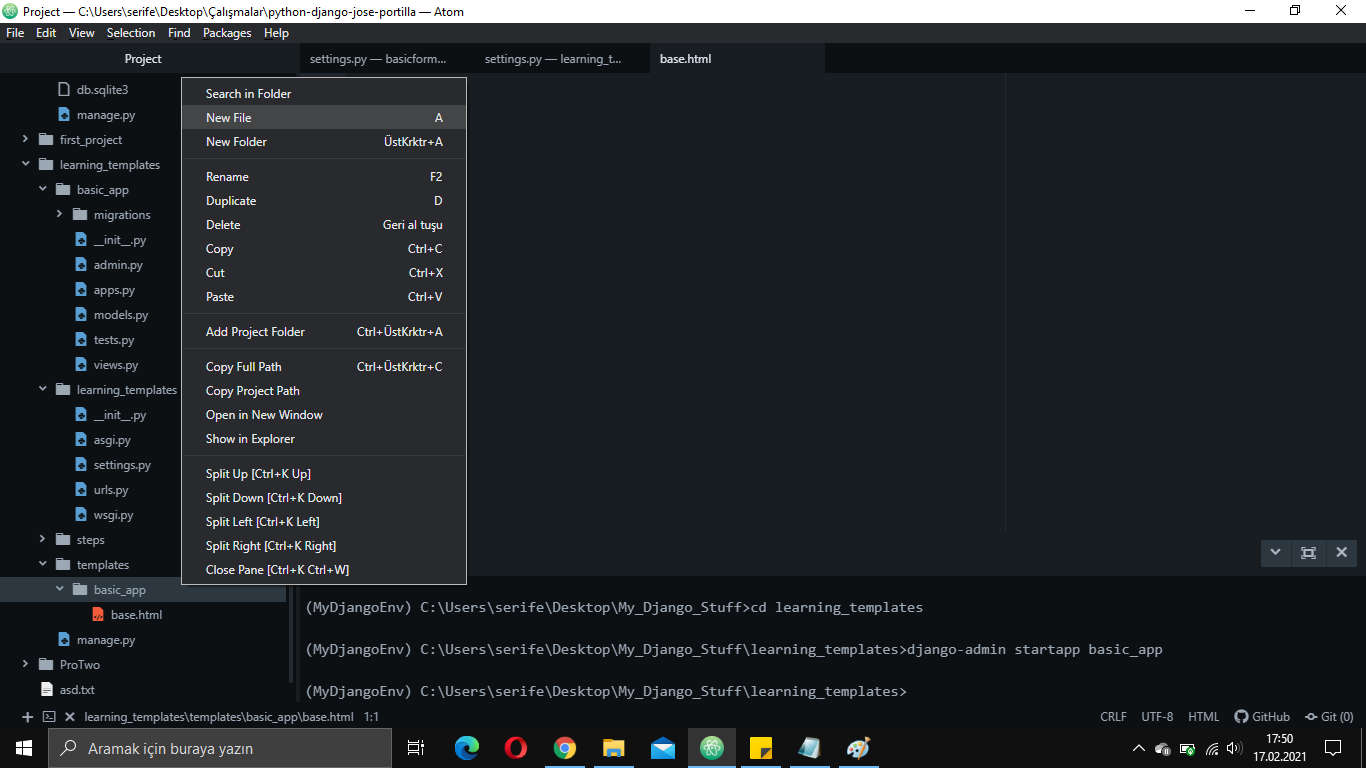 Project — C:\Users\serife\Desktop\Çalışmalar\python-django-jose-portilla — Atom
File Edit View Selection Find Packages Help
Project
settings.py — basicform...
settings.py — learning_t...
base.html
db.sqlite3
manage.py
first_project
learning_templates
basic_app
migrations
__init__.py
admin.py
apps.py
models.py
tests.py
views.py
learning_templates
__init__.py
asgi.py
settings.py
urls.py
wsgi.py
steps
templates
basic_app
base.html
manage.py
ProTwo
asd.txt
Search in Folder
New File A
New Folder ÜstKrktr+A
Rename F2
Duplicate D
Delete Geri al tuşu
Copy Ctrl+C
Cut Ctrl+X
Paste Ctrl+V
Add Project Folder Ctrl+ÜstKrktr+A
Copy Full Path Ctrl+ÜstKrktr+C
Copy Project Path
Open in New Window
Show in Explorer
Split Up [Ctrl+K Up]
Split Down [Ctrl+K Down]
Split Left [Ctrl+K Left]
Split Right [Ctrl+K Right]
Close Pane [Ctrl+K Ctrl+W]
(MyDjangoEnv) C:\Users\serife\Desktop\My_Django_Stuff>cd learning_templates
(MyDjangoEnv) C:\Users\serife\Desktop\My_Django_Stuff\learning_templates>django-admin startapp basic_app
(MyDjangoEnv) C:\Users\serife\Desktop\My_Django_Stuff\learning_templates>
learning_templates\templates\basic_app\base.html 1:1
CRLF UTF-8 HTML GitHub Git (0)
Aramak için buraya yazın
17:50
17.02.2021